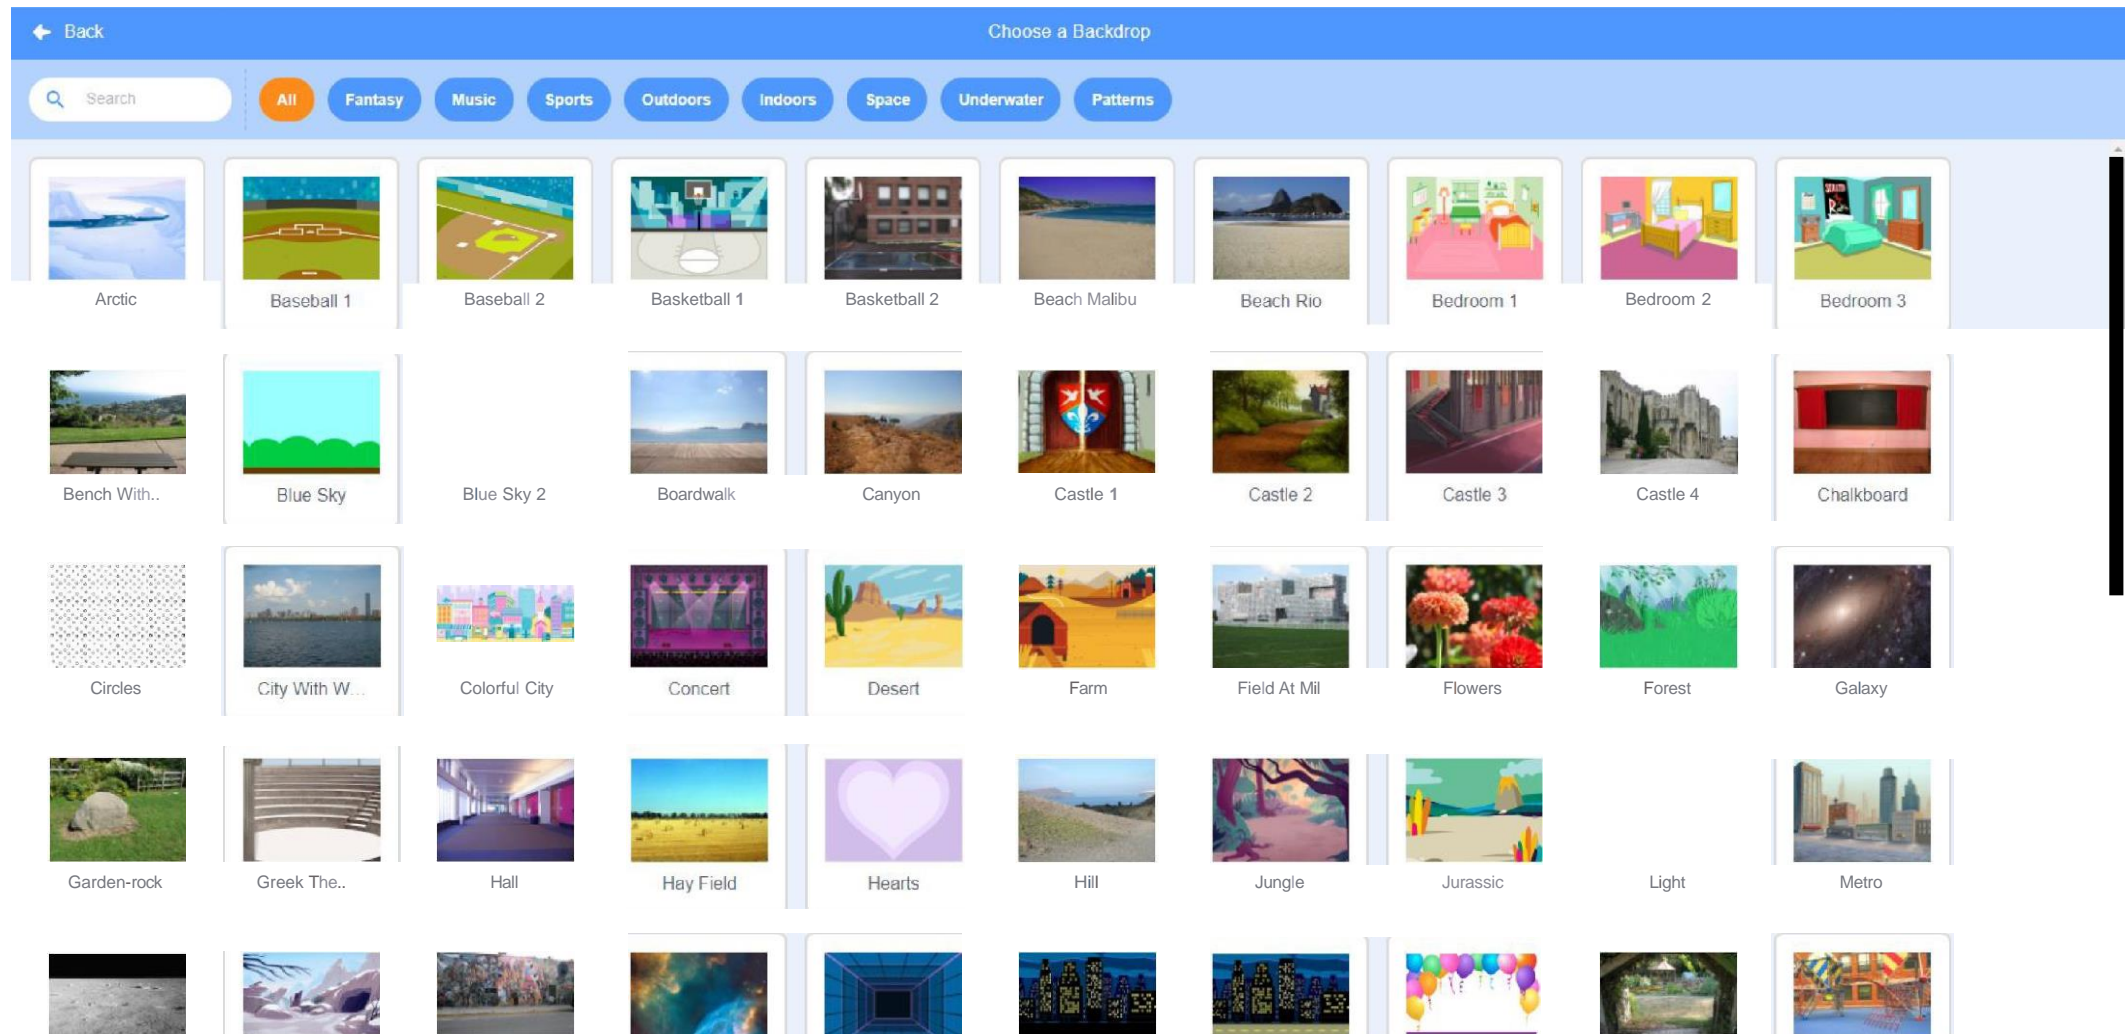 Back
Choose a Backdrop
Search
All Fantasy Music Sports Outdoors Indoors Space Underwater Patterns
Arctic Baseball 1 Baseball 2 Basketball 1 Basketball 2 Beach Malibu Beach Rio Bedroom 1 Bedroom 2 Bedroom 3
Bench With.. Blue Sky Blue Sky 2 Boardwalk Canyon Castle 1 Castle 2 Castle 3 Castle 4 Chalkboard
Circles City With W... Colorful City Concert Desert Farm Field At Mil Flowers Forest Galaxy
Garden-rock Greek The.. Hall Hay Field Hearts Hill Jungle Jurassic Light Metro